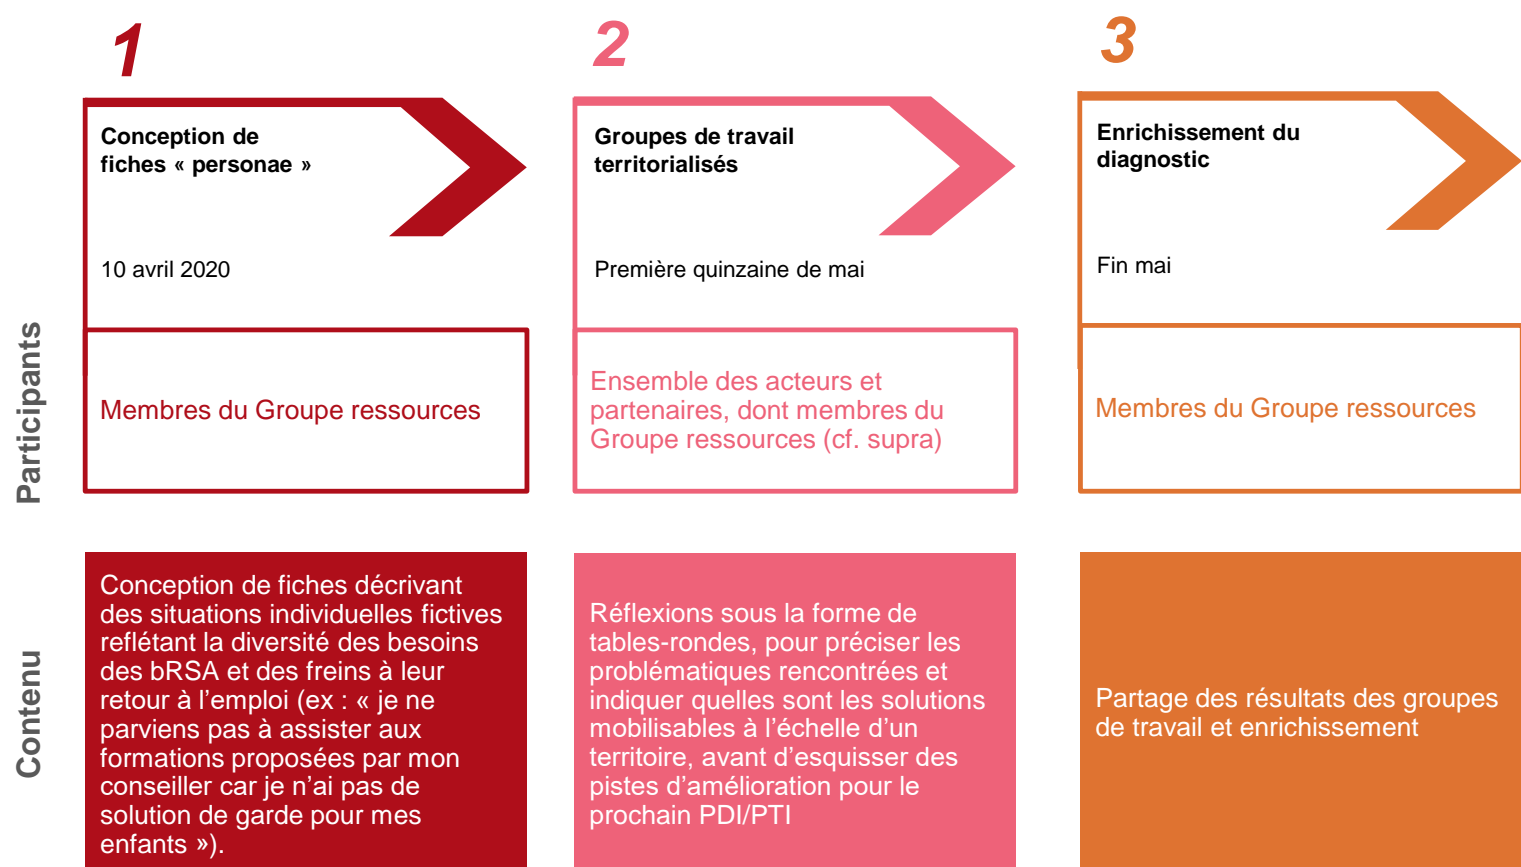 1
Conception de
fiches « personae »
10 avril 2020
2
Groupes de travail
territorialisés
Première quinzaine de mai
3
Enrichissement du
diagnostic
Fin mai
Participants
Membres du Groupe ressources
Ensemble des acteurs et
partenaires, dont membres du
Groupe ressources (cf. supra)
Membres du Groupe ressources
Contenu
Conception de fiches décrivant
des situations individuelles fictives
reflétant la diversité des besoins
des bRSA et des freins à leur
retour à l’emploi (ex : « je ne
parviens pas à assister aux
formations proposées par mon
conseiller car je n’ai pas de
solution de garde pour mes
enfants »).
Réflexions sous la forme de
tables-rondes, pour préciser les
problématiques rencontrées et
indiquer quelles sont les solutions
mobilisables à l’échelle d’un
territoire, avant d’esquisser des
pistes d’amélioration pour le
prochain PDI/PTI
Partage des résultats des groupes
de travail et enrichissement